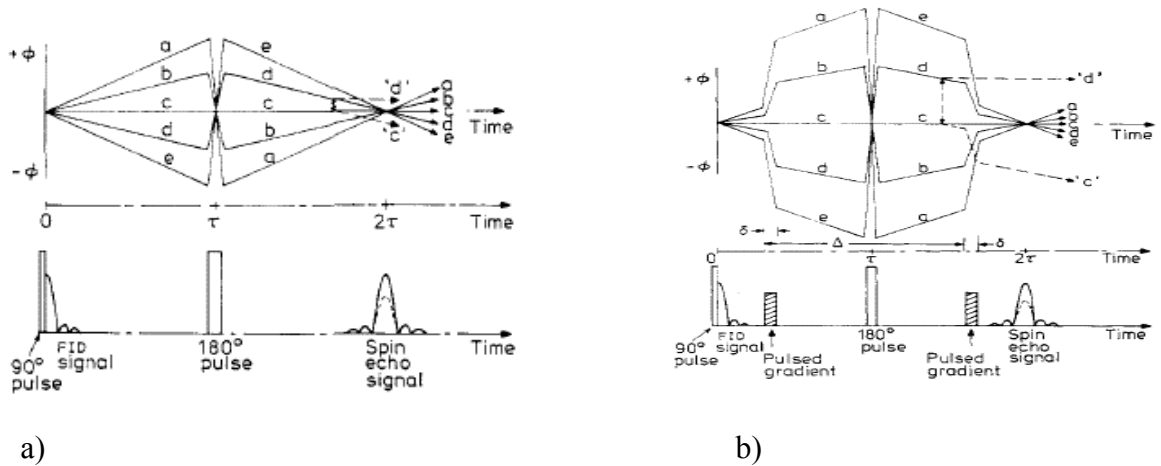 +ϕ
-ϕ
a
b
c
d
e
e
d
c
b
a
'd'
'c'
a
b
c
d
e
Time
0
τ
2τ
Time
90° pulse
FID signal
180° pulse
Spin echo signal
Time
a)
+ϕ
-ϕ
a
b
c
d
e
e
d
c
b
a
'd'
'c'
Time
δ
Δ
δ
0
τ
2τ
Time
90° pulse
FID signal
Pulsed gradient
180° pulse
Pulsed gradient
Spin echo signal
Time
b)